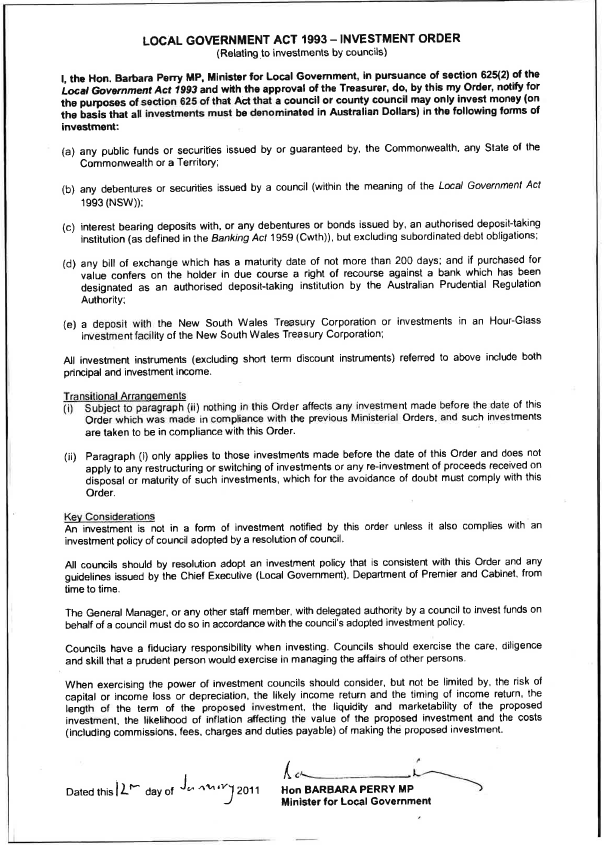 LOCAL GOVERNMENT ACT 1993 – INVESTMENT ORDER
(Relating to investments by councils)
I, the Hon. Barbara Perry MP, Minister for Local Government, in pursuance of section 625(2) of the
Local Government Act 1993 and with the approval of the Treasurer, do, by this my Order, notify for
the purposes of section 625 of that Act that a council or county council may only invest money (on
the basis that all investments must be denominated in Australian Dollars) in the following forms of
investment:
(a) any public funds or securities issued by or guaranteed by, the Commonwealth, any State of the
Commonwealth or a Territory;
(b) any debentures or securities issued by a council (within the meaning of the Local Government Act
1993 (NSW));
(c) interest bearing deposits with, or any debentures or bonds issued by, an authorised deposit-taking
institution (as defined in the Banking Act 1959 (Cwth)), but excluding subordinated debt obligations;
(d) any bill of exchange which has a maturity date of not more than 200 days; and if purchased for
value confers on the holder in due course a right of recourse against a bank which has been
designated as an authorised deposit-taking institution by the Australian Prudential Regulation
Authority;
(e) a deposit with the New South Wales Treasury Corporation or investments in an Hour-Glass
investment facility of the New South Wales Treasury Corporation;
All investment instruments (excluding short term discount instruments) referred to above include both
principal and investment income.
Transitional Arrangements
(i) Subject to paragraph (ii) nothing in this Order affects any investment made before the date of this
Order which was made in compliance with the previous Ministerial Orders, and such investments
are taken to be in compliance with this Order.
(ii) Paragraph (i) only applies to those investments made before the date of this Order and does not
apply to any restructuring or switching of investments or any re-investment of proceeds received on
disposal or maturity of such investments, which for the avoidance of doubt must comply with this
Order.
Key Considerations
An investment is not in a form of investment notified by this order unless it also complies with an
investment policy of council adopted by a resolution of council.
All councils should by resolution adopt an investment policy that is consistent with this Order and any
guidelines issued by the Chief Executive (Local Government), Department of Premier and Cabinet, from
time to time.
The General Manager, or any other staff member, with delegated authority by a council to invest funds on
behalf of a council must do so in accordance with the council's adopted investment policy.
Councils have a fiduciary responsibility when investing. Councils should exercise the care, diligence
and skill that a prudent person would exercise in managing the affairs of other persons.
When exercising the power of investment councils should consider, but not be limited by, the risk of
capital or income loss or depreciation, the likely income return and the timing of income return, the
length of the term of the proposed investment, the liquidity and marketability of the proposed
investment, the likelihood of inflation affecting the value of the proposed investment and the costs
(including commissions, fees, charges and duties payable) of making the proposed investment.
Dated this 12th day of January 2011
Hon BARBARA PERRY MP
Minister for Local Government